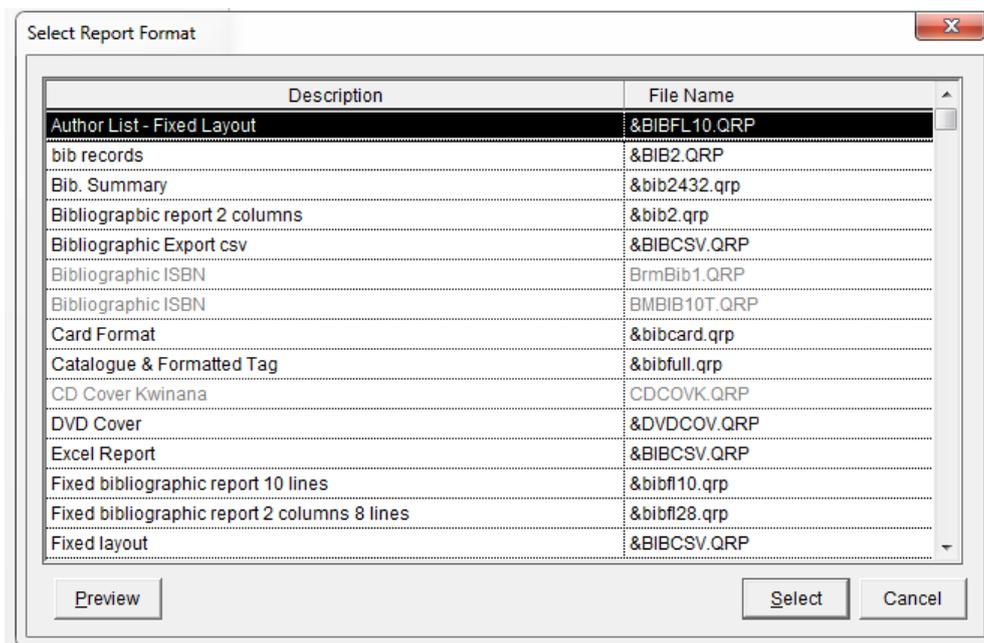 Select Report Format
Description File Name
Author List - Fixed Layout &BIBFL10.QRP
bib records &BIB2.QRP
Bib. Summary &bib2432.qrp
Bibliograpbic report 2 columns &bib2.qrp
Bibliographic Export csv &BIBCSV.QRP
Bibliographic ISBN BrmBib1.QRP
Bibliographic ISBN BMBIB10T.QRP
Card Format &bibcard.qrp
Catalogue & Formatted Tag &bibfull.qrp
CD Cover Kwinana CDCOVK.QRP
DVD Cover &DVDCOV.QRP
Excel Report &BIBCSV.QRP
Fixed bibliographic report 10 lines &bibfl10.qrp
Fixed bibliographic report 2 columns 8 lines &bibfl28.qrp
Fixed layout &BIBCSV.QRP
Preview Select Cancel